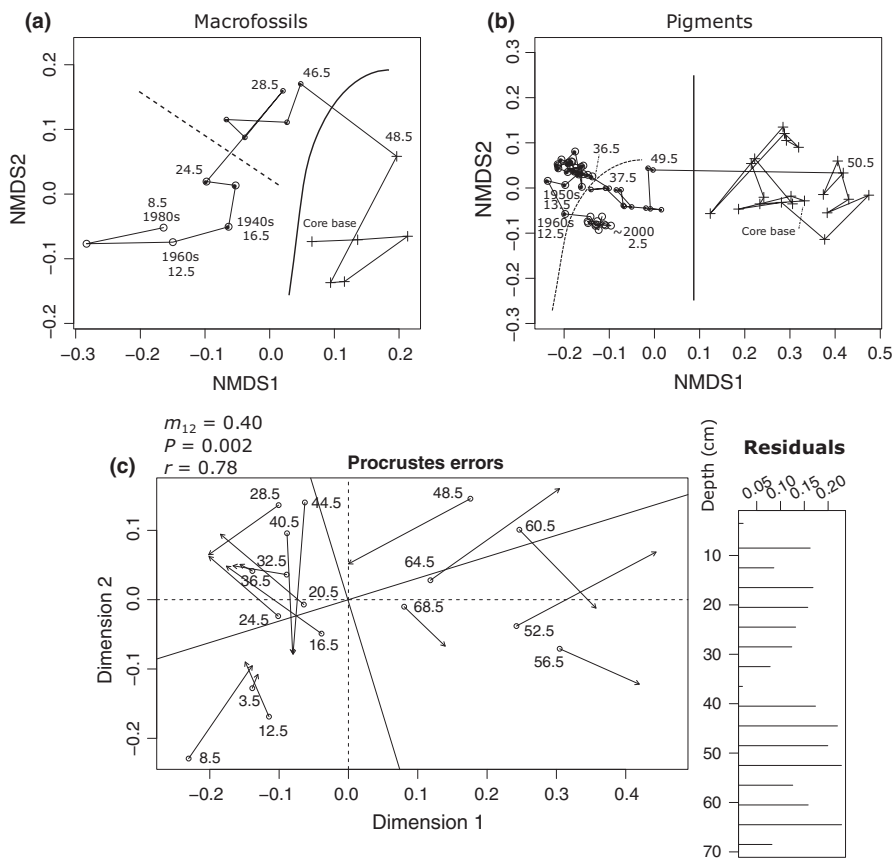 (a) Macrofossils
NMDS2
0.2
0.1
0.0
−0.1
−0.2
28.5
46.5
48.5
24.5
8.5
1980s
1940s
16.5
1960s
12.5
Core base
−0.3 −0.2 −0.1 0.0 0.1 0.2
NMDS1
(b) Pigments
NMDS2
0.3
0.2
0.1
0.0
−0.1
−0.2
−0.3
36.5
49.5
37.5
50.5
1950s
13.5
1960s
12.5
~2000
2.5
Core base
−0.2 −0.1 0.0 0.1 0.2 0.3 0.4 0.5
NMDS1
m12 = 0.40
P = 0.002
r = 0.78
(c) Procrustes errors
Dimension 2
0.1
0.0
−0.1
−0.2
28.5
44.5
40.5
32.5
36.5
20.5
24.5
16.5
3.5
12.5
8.5
48.5
60.5
64.5
68.5
52.5
56.5
−0.2 −0.1 0.0 0.1 0.2 0.3 0.4
Dimension 1
Residuals
Depth (cm)
0.05 0.10 0.15 0.20
10
20
30
40
50
60
70